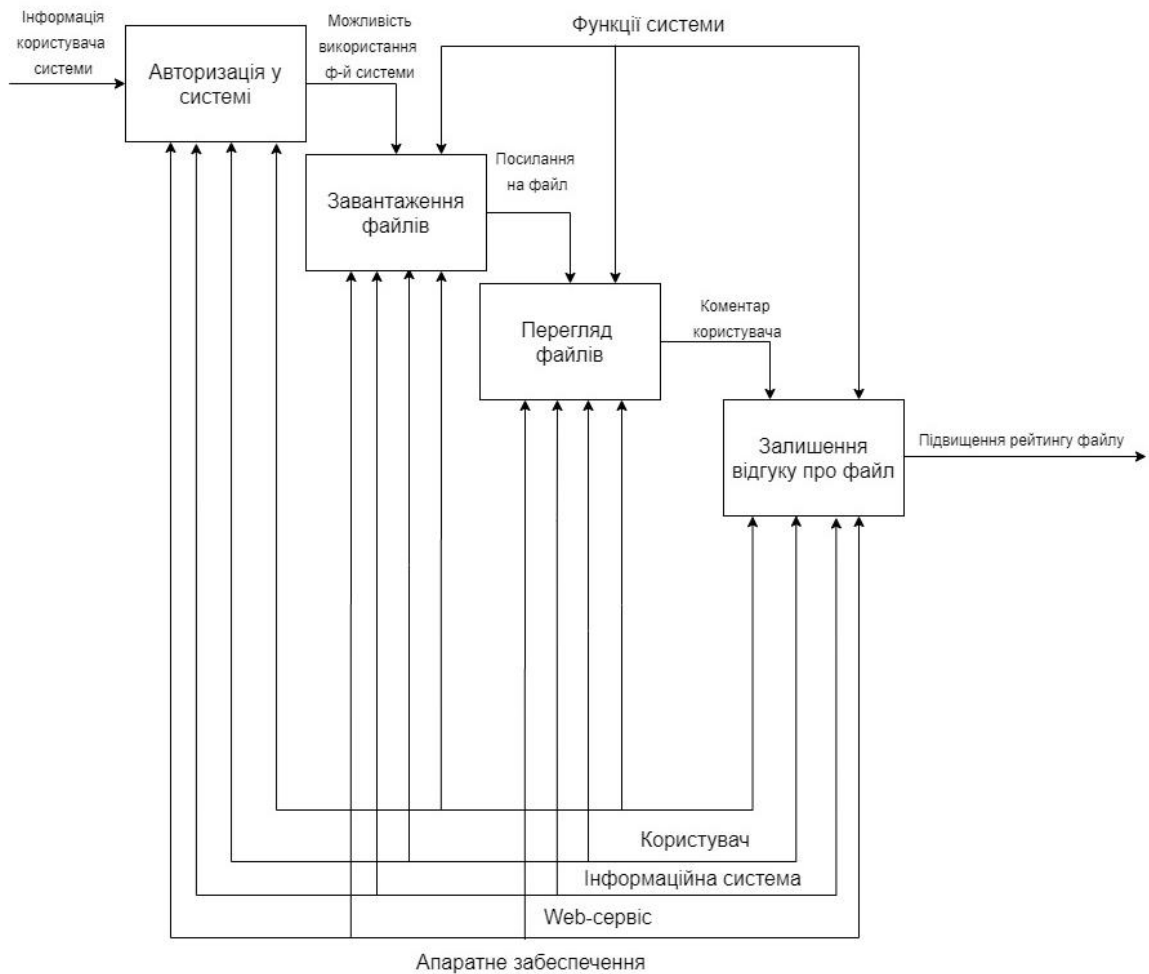 Інформація
користувача
системи
Авторизація у
системі
Можливість
використання
ф-й системи
Функції системи
Завантаження
файлів
Посилання
на файл
Перегляд
файлів
Коментар
користувача
Залишення
відгуку про файл
Підвищення рейтингу файлу
Користувач
Інформаційна система
Web-сервіс
Апаратне забеспечення